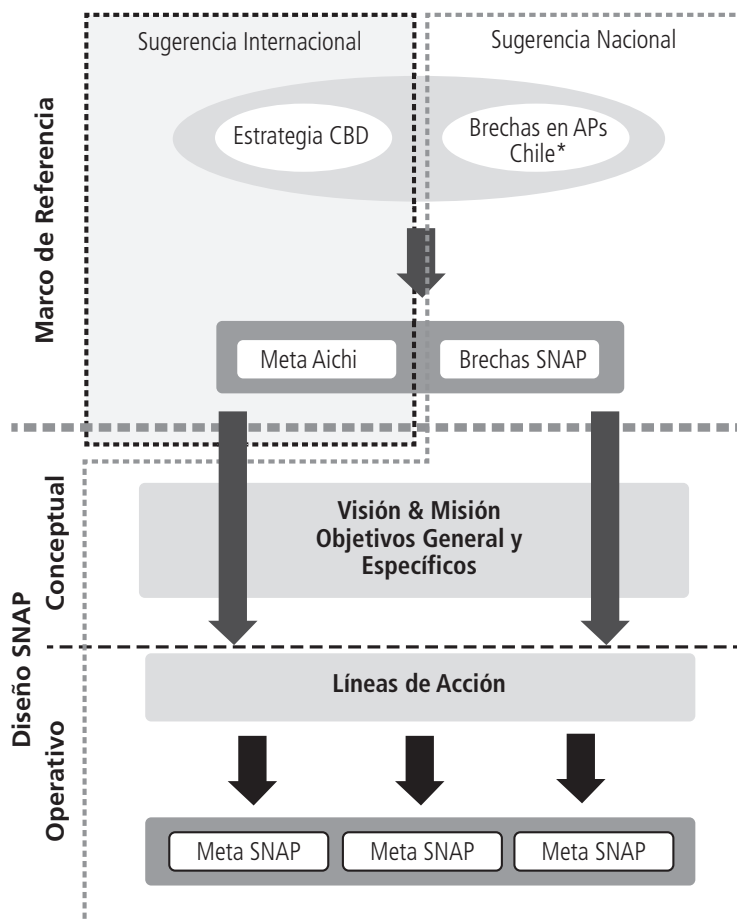 Sugerencia Internacional
Sugerencia Nacional
Marco de Referencia
Estrategia CBD
Brechas en APs
Chile*
Meta Aichi
Brechas SNAP
Diseño SNAP
Conceptual
Visión & Misión
Objetivos General y
Específicos
Operativo
Líneas de Acción
Meta SNAP
Meta SNAP
Meta SNAP